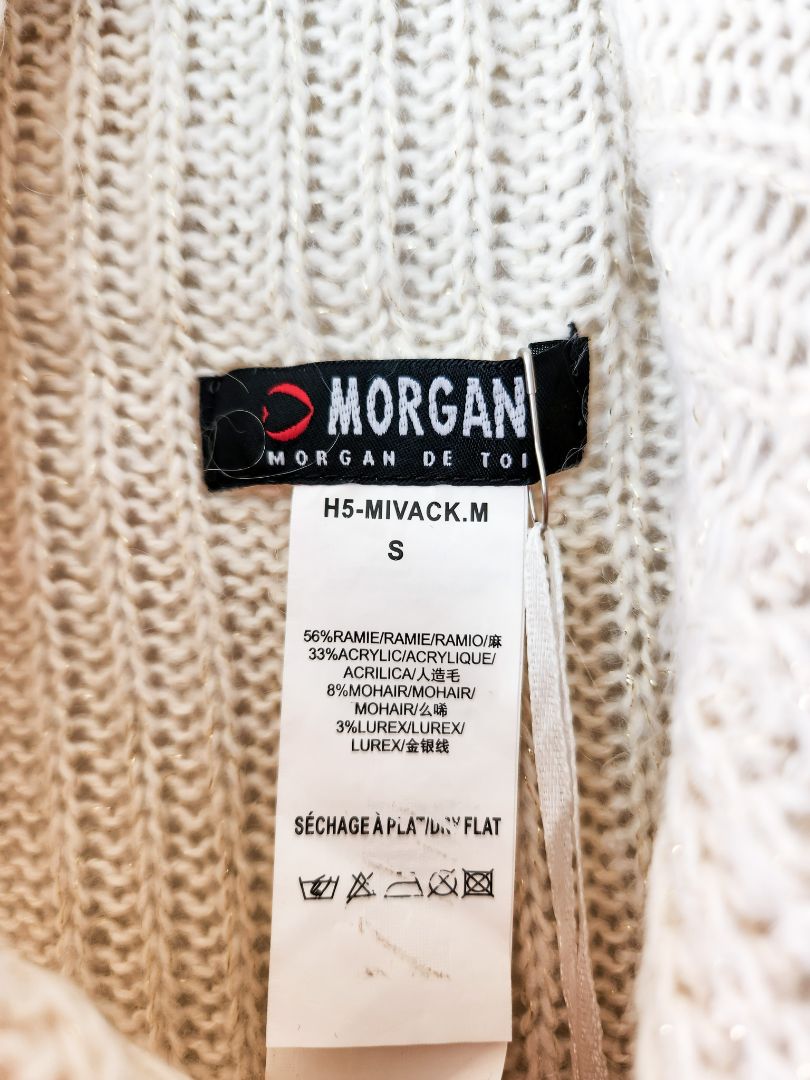 MORGAN
MORGAN DE TOI
H5-MIVACK.M
S
56%RAMIE/RAMIE/RAMIO/麻
33%ACRYLIC/ACRYLIQUE/
ACRILICA/人造毛
8%MOHAIR/MOHAIR/
MOHAIR/么唏
3%LUREX/LUREX/
LUREX/金银线
SÉCHAGE À PLAT/DRY FLAT